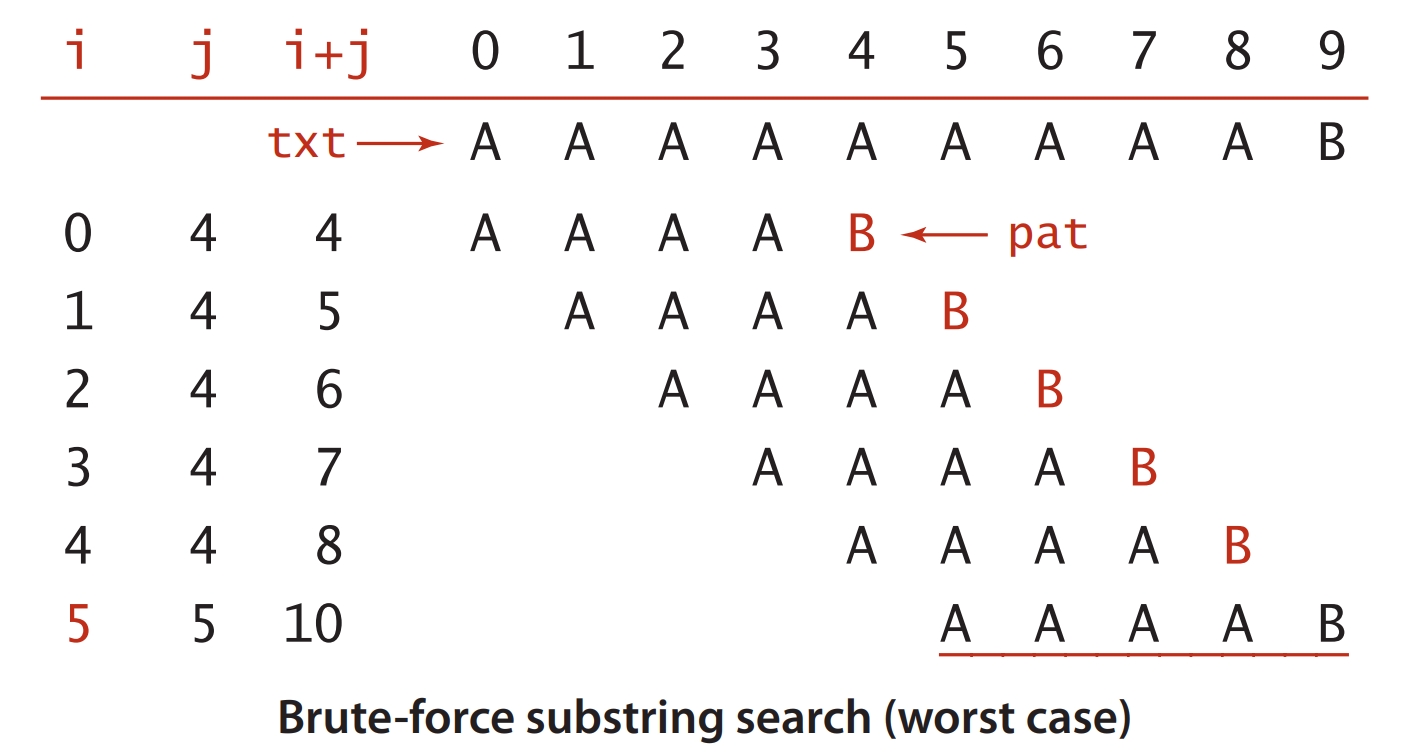 i j i+j 0 1 2 3 4 5 6 7 8 9
txt A A A A A A A A A B
0 4 4 A A A A B pat
1 4 5 A A A A B
2 4 6 A A A A B
3 4 7 A A A A B
4 4 8 A A A A B
5 5 10 A A A A B
Brute-force substring search (worst case)